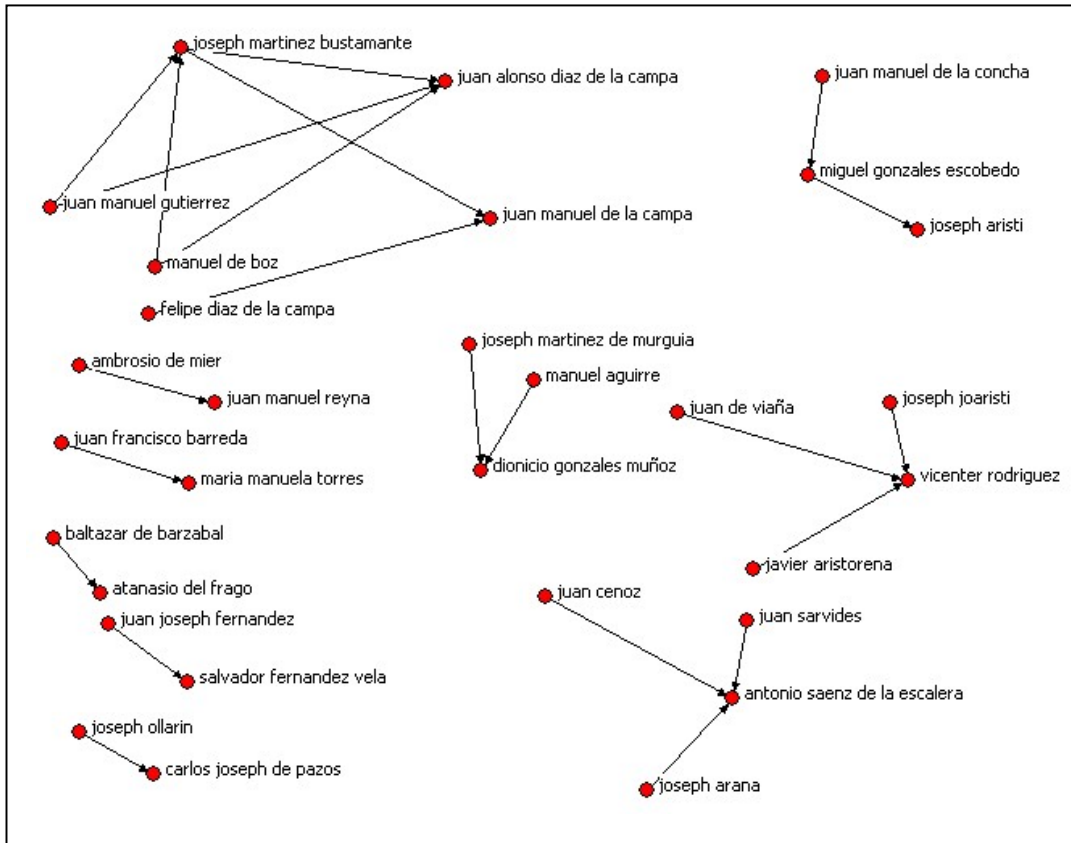 joseph martinez bustamante
juan alonso diaz de la campa
juan manuel de la concha
miguel gonzales escobedo
juan manuel gutierrez
juan manuel de la campa
joseph aristi
manuel de boz
felipe diaz de la campa
joseph martinez de murguia
ambrosio de mier
manuel aguirre
juan manuel reyna
juan de viaña
joseph joaristi
juan francisco barreda
dionicio gonzales muñoz
maria manuela torres
vicenter rodriguez
baltazar de barzabal
javier aristorena
atanasio del frago
juan cenoz
juan joseph fernandez
juan sarvides
salvador fernandez vela
antonio saenz de la escalera
joseph ollarin
carlos joseph de pazos
joseph arana